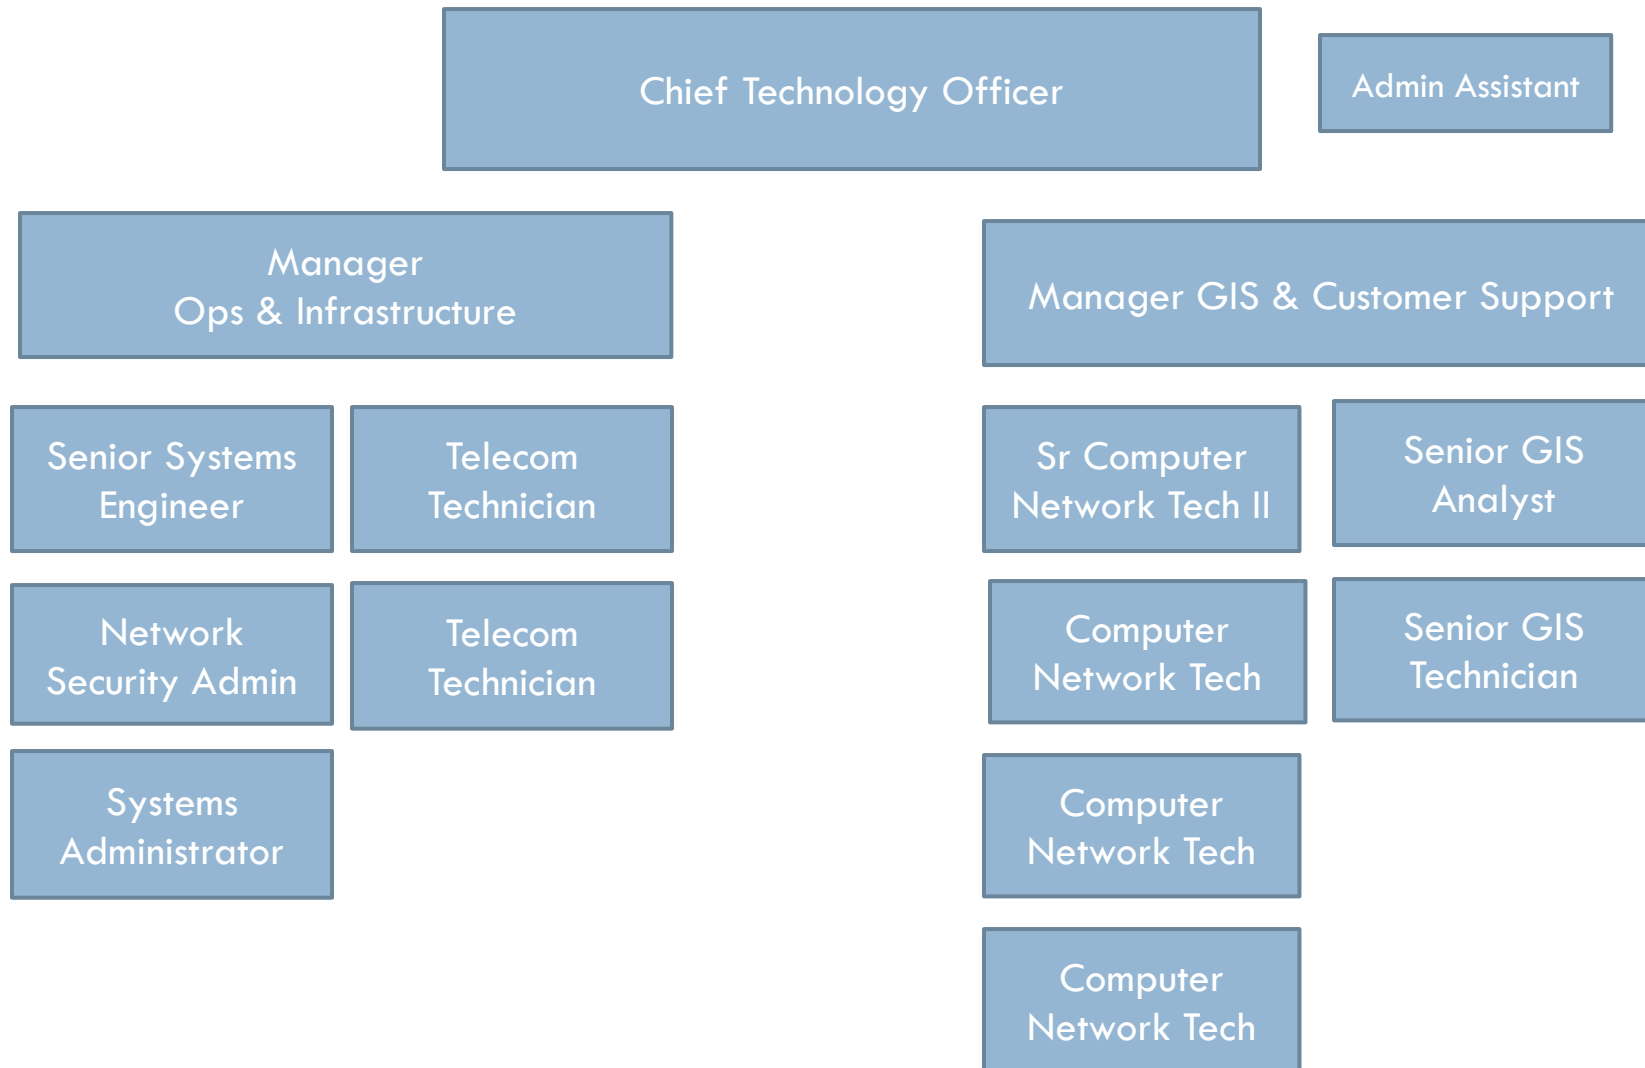 Chief Technology Officer
Admin Assistant
Manager
Ops & Infrastructure
Manager GIS & Customer Support
Senior Systems
Engineer
Telecom
Technician
Sr Computer
Network Tech II
Senior GIS
Analyst
Network
Security Admin
Telecom
Technician
Computer
Network Tech
Senior GIS
Technician
Systems
Administrator
Computer
Network Tech
Computer
Network Tech